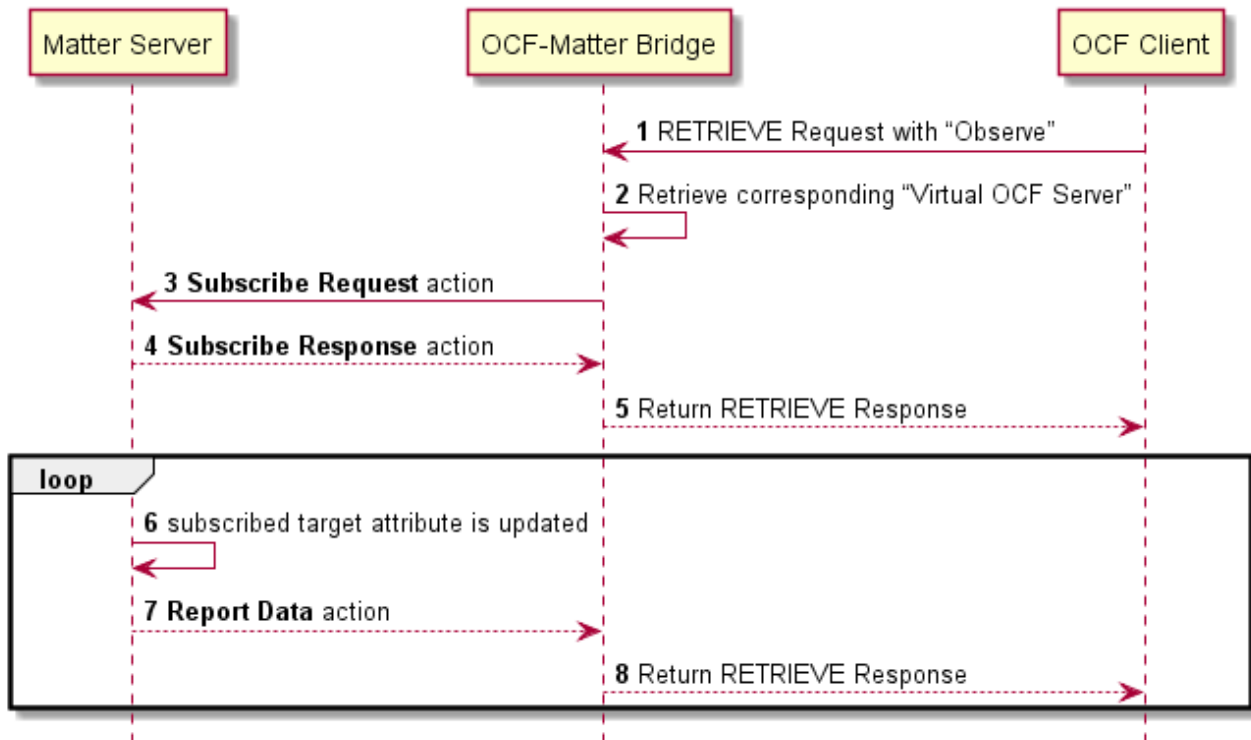 Matter Server
OCF-Matter Bridge
OCF Client
1 RETRIEVE Request with “Observe”
2 Retrieve corresponding “Virtual OCF Server”
3 Subscribe Request action
4 Subscribe Response action
5 Return RETRIEVE Response
loop
6 subscribed target attribute is updated
7 Report Data action
8 Return RETRIEVE Response